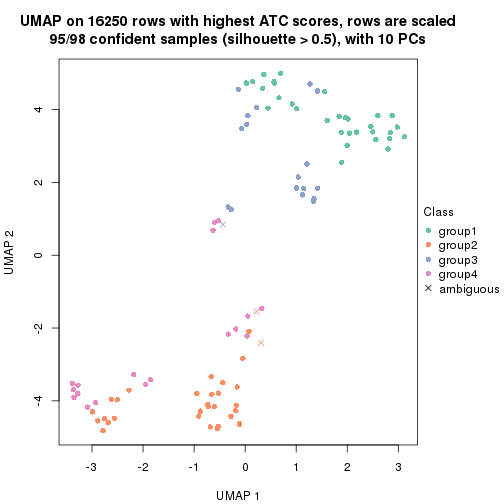 UMAP on 16250 rows with highest ATC scores, rows are scaled
95/98 confident samples (silhouette > 0.5), with 10 PCs
4
2
0
-2
-4
UMAP 2
-3
-2
-1
0
1
2
3
UMAP 1
Class
group1
group2
group3
group4
ambiguous